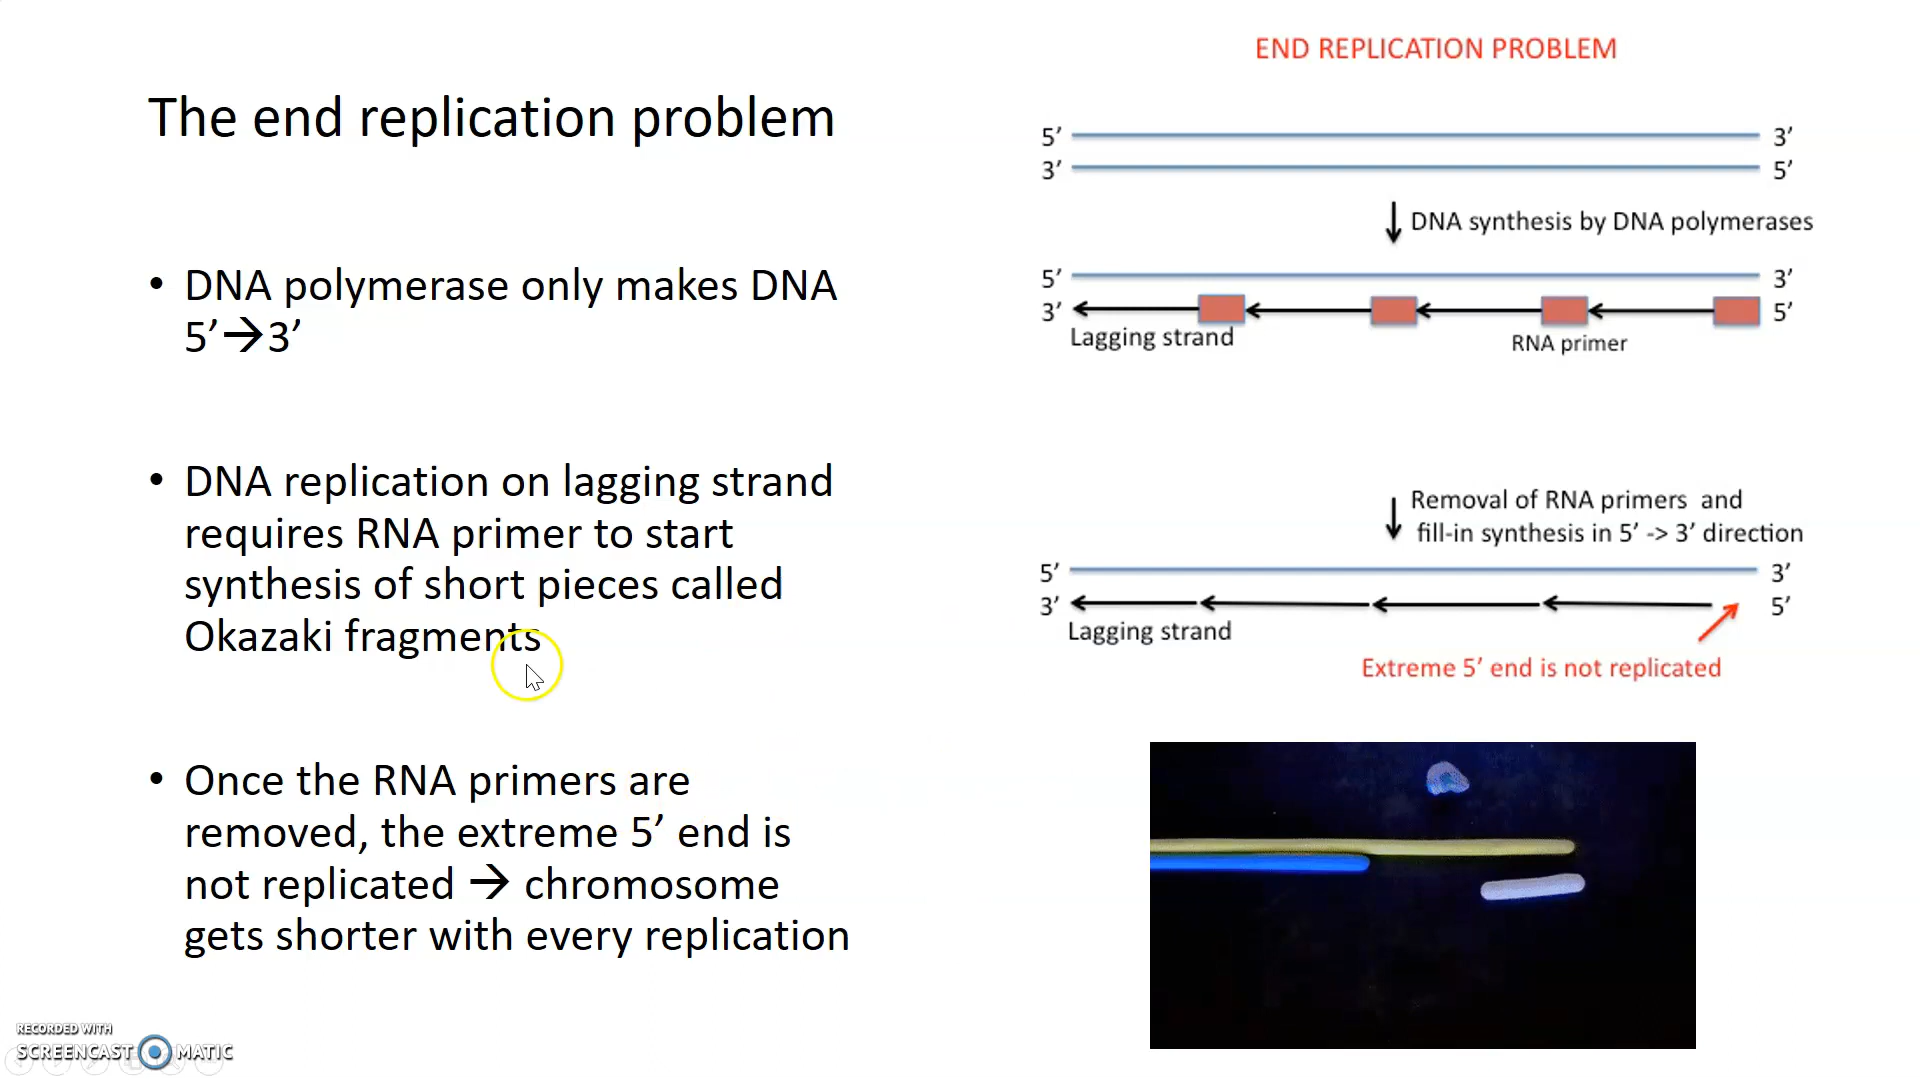 The end replication problem
• DNA polymerase only makes DNA
5’→3’
• DNA replication on lagging strand
requires RNA primer to start
synthesis of short pieces called
Okazaki fragments
• Once the RNA primers are
removed, the extreme 5’ end is
not replicated → chromosome
gets shorter with every replication
END REPLICATION PROBLEM
5’ 3’
3’ 5’
DNA synthesis by DNA polymerases
5’ 3’
3’ 5’
Lagging strand
RNA primer
Removal of RNA primers and
fill-in synthesis in 5’ -> 3’ direction
5’ 3’
3’ 5’
Lagging strand
Extreme 5’ end is not replicated
RECORDED WITH
SCREENCAST MATIC